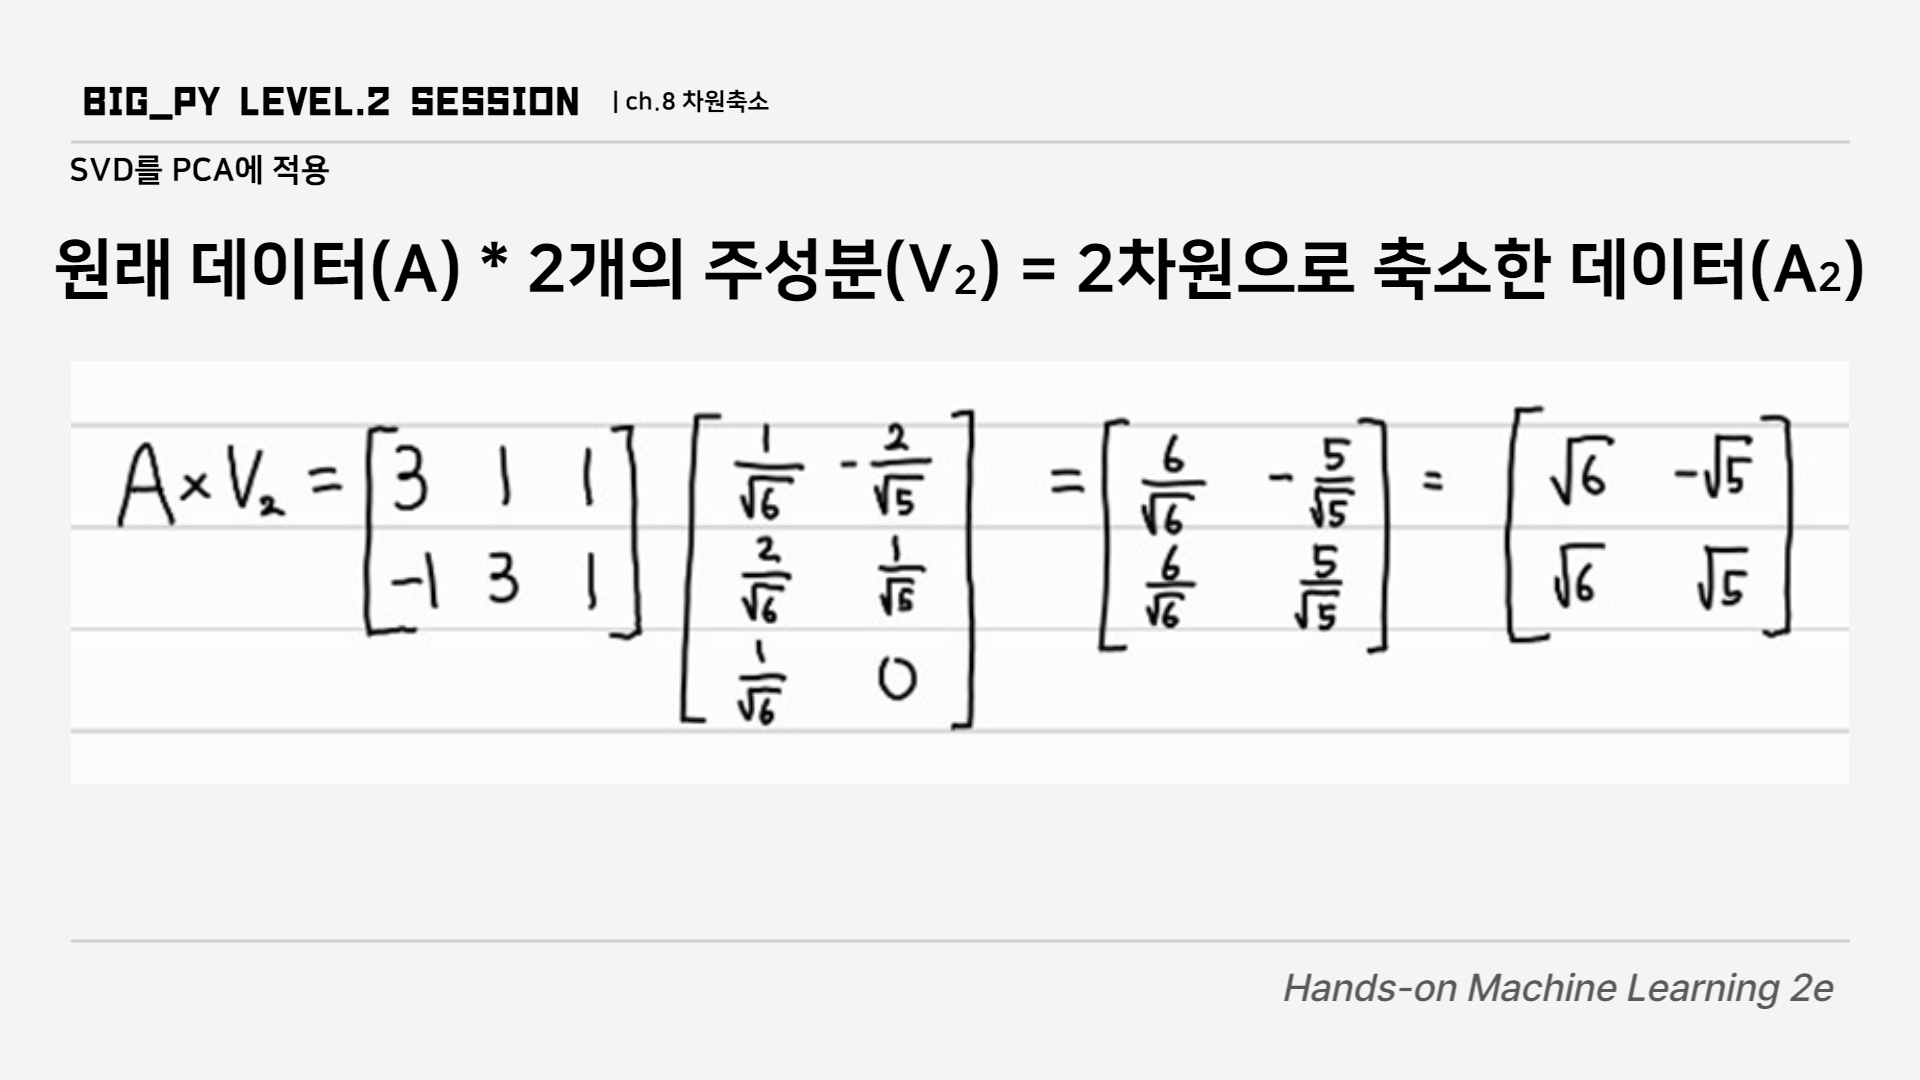 BIG_PY LEVEL.2 SESSION | ch.8 차원축소
SVD를 PCA에 적용
원래 데이터(A) * 2개의 주성분(V₂) = 2차원으로 축소한 데이터(A₂)
A×V₂ = [3 1 1; -1 3 1] [1/√6 -2/√5; 2/√6 1/√5; 1/√6 0] = [6/√6 -5/√5; 6/√6 5/√5] = [√6 -√5; √6 √5]
Hands-on Machine Learning 2e